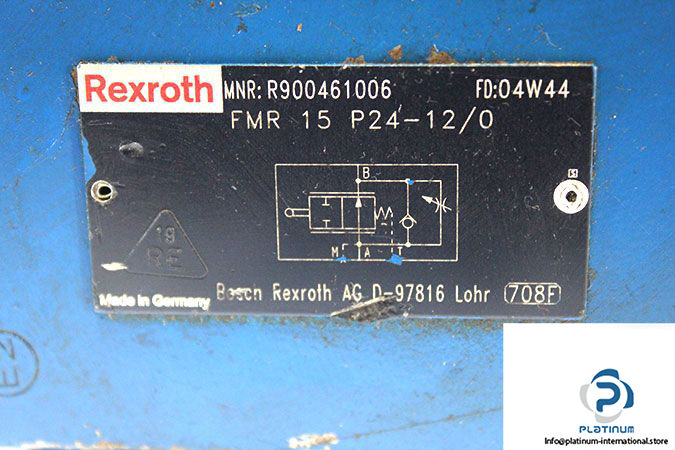 Rexroth MNR: R900461006 FD:04W44
FMR 15 P24-12/0
B
M A T
19
RE
S
Made in Germany Bosch Rexroth AG D-97816 Lohr 708F
P
PLATINUM
info@platinum-international.store